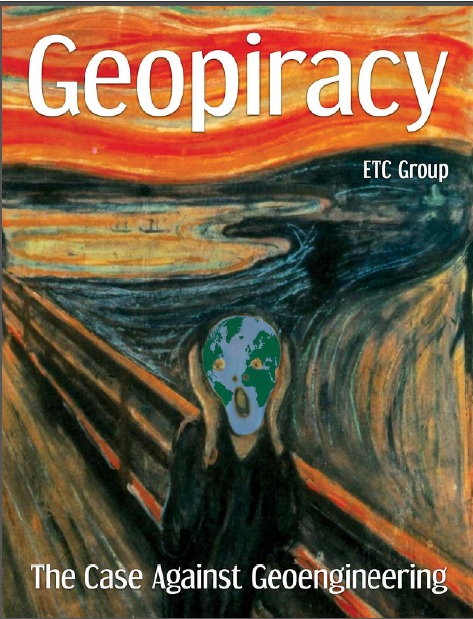 Geopiracy
ETC Group
The Case Against Geoengineering